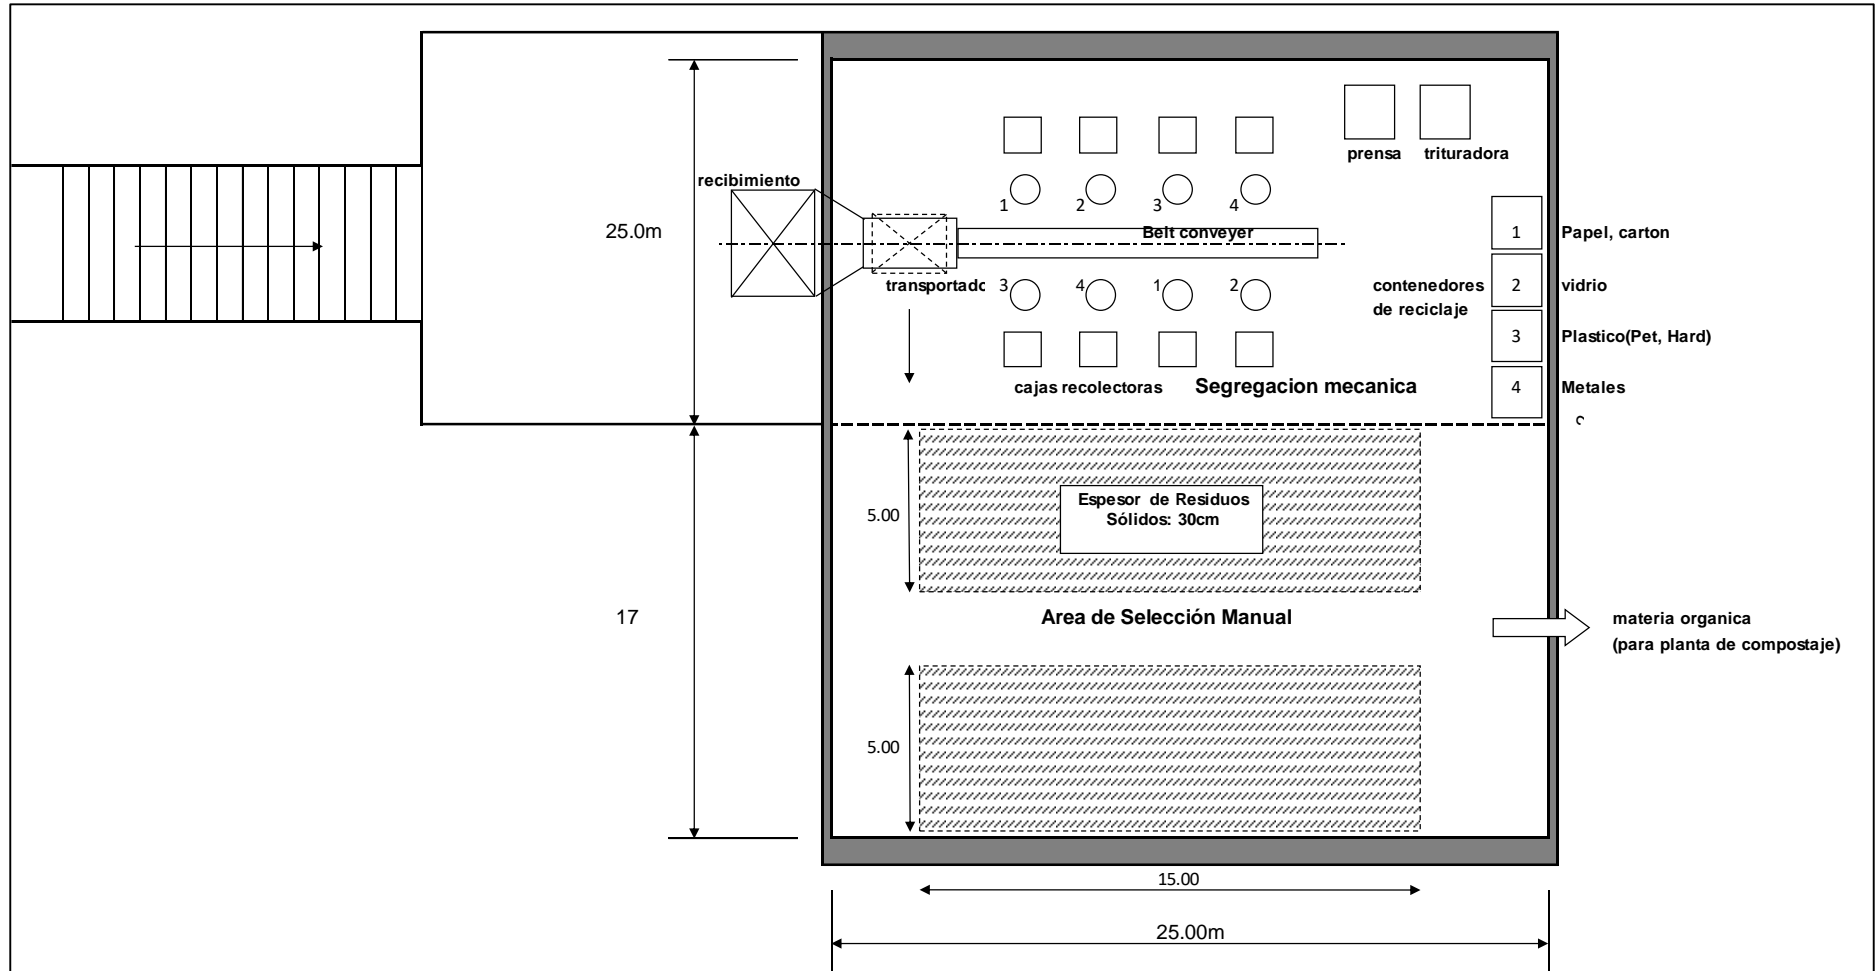 prensa trituradora
recibimiento
1 2 3 4
25.0m
Belt conveyer
1 Papel, carton
transportado
3 4 1 2
contenedores
de reciclaje
2 vidrio
3 Plastico(Pet, Hard)
cajas recolectoras
Segregacion mecanica
4 Metales
5.00
Espesor de Residuos
Sólidos: 30cm
17
Area de Selección Manual
materia organica
(para planta de compostaje)
5.00
15.00
25.00m